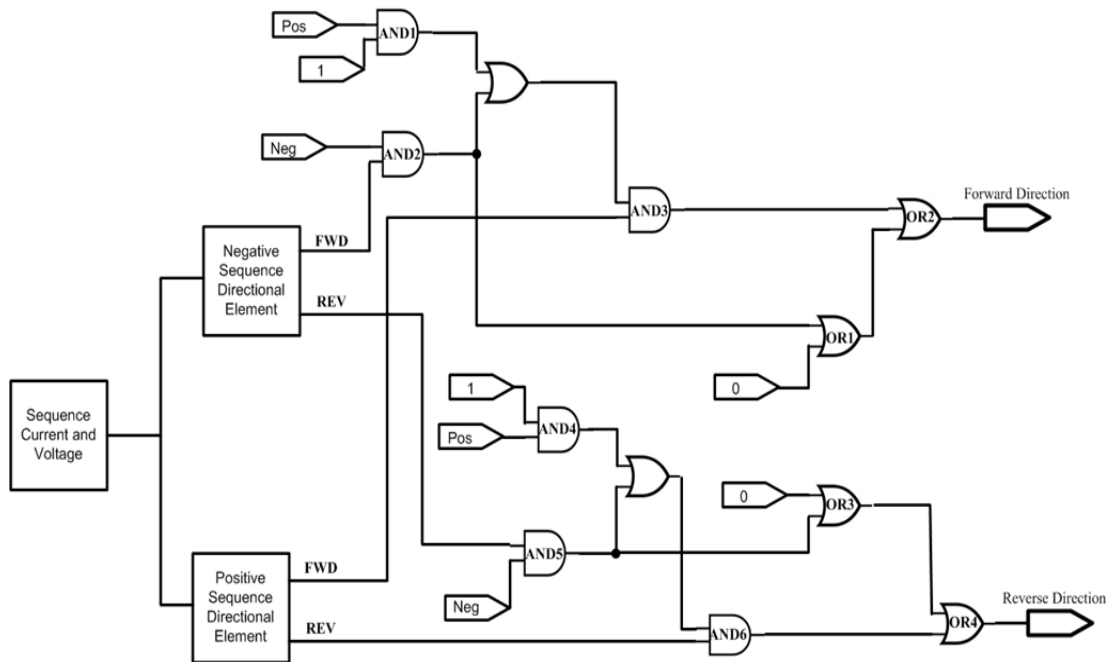 Pos
AND1
1
Neg
AND2
AND3
Forward Direction
OR2
Negative
Sequence
Directional
Element
FWD
REV
OR1
0
1
AND4
Pos
Sequence
Current and
Voltage
0
OR3
AND5
Neg
Positive
Sequence
Directional
Element
FWD
REV
AND6
Reverse Direction
OR4